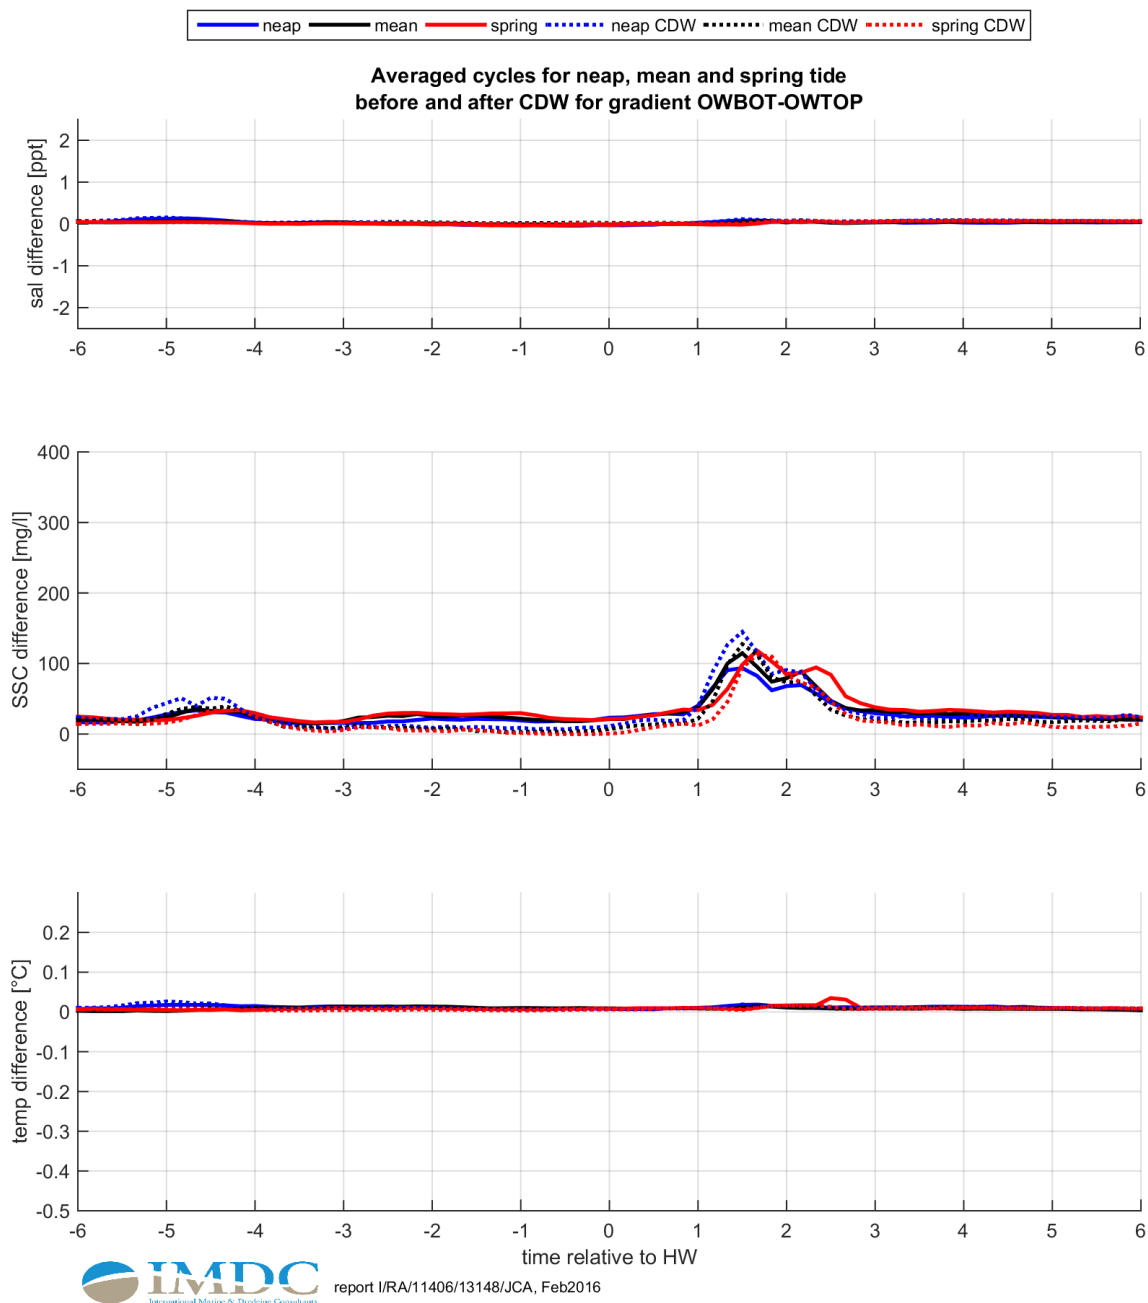 neap mean spring neap CDW mean CDW spring CDW
Averaged cycles for neap, mean and spring tide
before and after CDW for gradient OWBOT-OWTOP
sal difference [ppt]
2
1
0
-1
-2
-6 -5 -4 -3 -2 -1 0 1 2 3 4 5 6
SSC difference [mg/l]
400
300
200
100
0
-6 -5 -4 -3 -2 -1 0 1 2 3 4 5 6
temp difference [°C]
0.2
0.1
0
-0.1
-0.2
-0.3
-0.4
-0.5
-6 -5 -4 -3 -2 -1 0 1 2 3 4 5 6
time relative to HW
IMDC
International Marine & Dredging Consultants
report I/RA/11406/13148/JCA, Feb2016